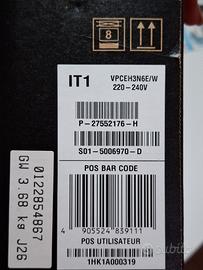 8
IT1
VPCEH3N6E/W
220-240V
P-27552176-H
S01-5006970-D
POS BAR CODE
4 905524 839111
POS UTILISATEUR
1HK1A000319
0122854867
GW 3.68 kg J26
subito